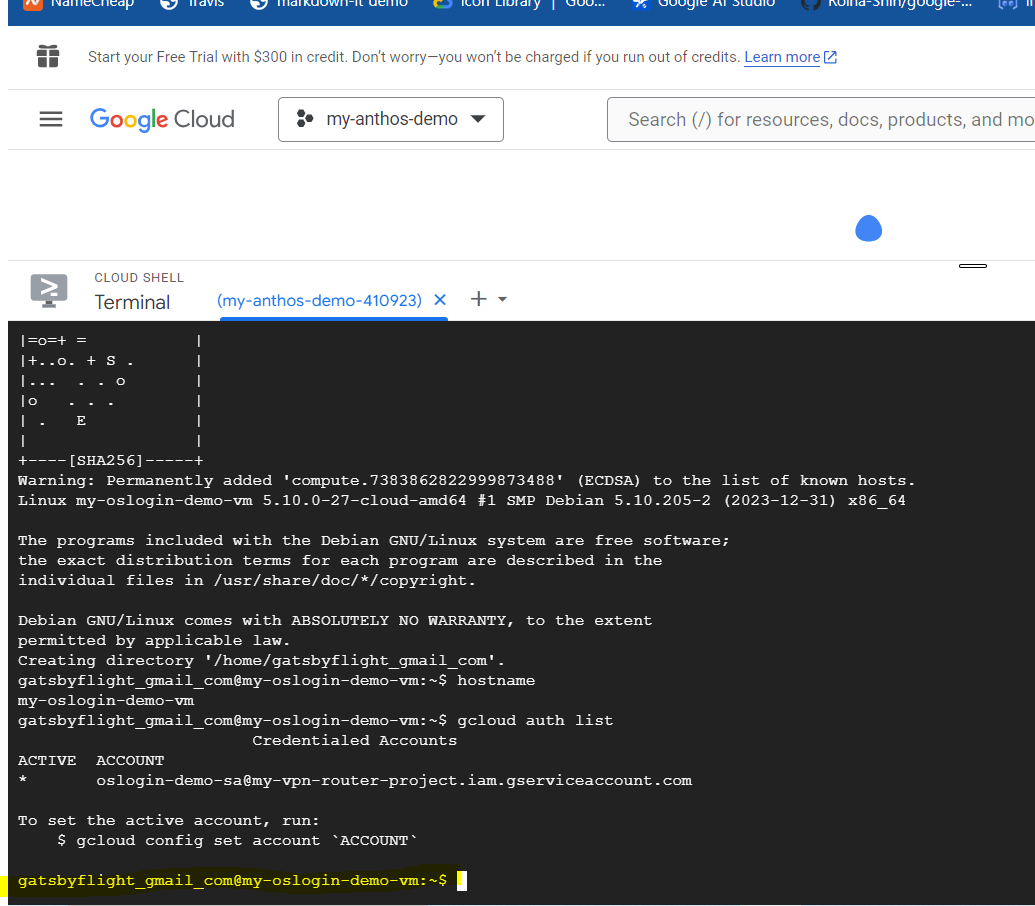 NameCheap Travis markdown-it demo Icon Library | Goo... Google AI Studio Roina-Shin/google-...
Start your Free Trial with $300 in credit. Don’t worry—you won’t be charged if you run out of credits. Learn more
Google Cloud my-anthos-demo Search (/) for resources, docs, products, and mo
CLOUD SHELL
Terminal (my-anthos-demo-410923)
|=o=+ =           |
|+..o. + S .      |
|...  . . o       |
|o   . . .        |
| .   E           |
|                 |
+----[SHA256]-----+
Warning: Permanently added 'compute.7383862822999873488' (ECDSA) to the list of known hosts.
Linux my-oslogin-demo-vm 5.10.0-27-cloud-amd64 #1 SMP Debian 5.10.205-2 (2023-12-31) x86_64
The programs included with the Debian GNU/Linux system are free software;
the exact distribution terms for each program are described in the
individual files in /usr/share/doc/*/copyright.
Debian GNU/Linux comes with ABSOLUTELY NO WARRANTY, to the extent
permitted by applicable law.
Creating directory '/home/gatsbyflight_gmail_com'.
gatsbyflight_gmail_com@my-oslogin-demo-vm:~$ hostname
my-oslogin-demo-vm
gatsbyflight_gmail_com@my-oslogin-demo-vm:~$ gcloud auth list
Credentialed Accounts
ACTIVE  ACCOUNT
*       oslogin-demo-sa@my-vpn-router-project.iam.gserviceaccount.com
To set the active account, run:
    $ gcloud config set account `ACCOUNT`
gatsbyflight_gmail_com@my-oslogin-demo-vm:~$